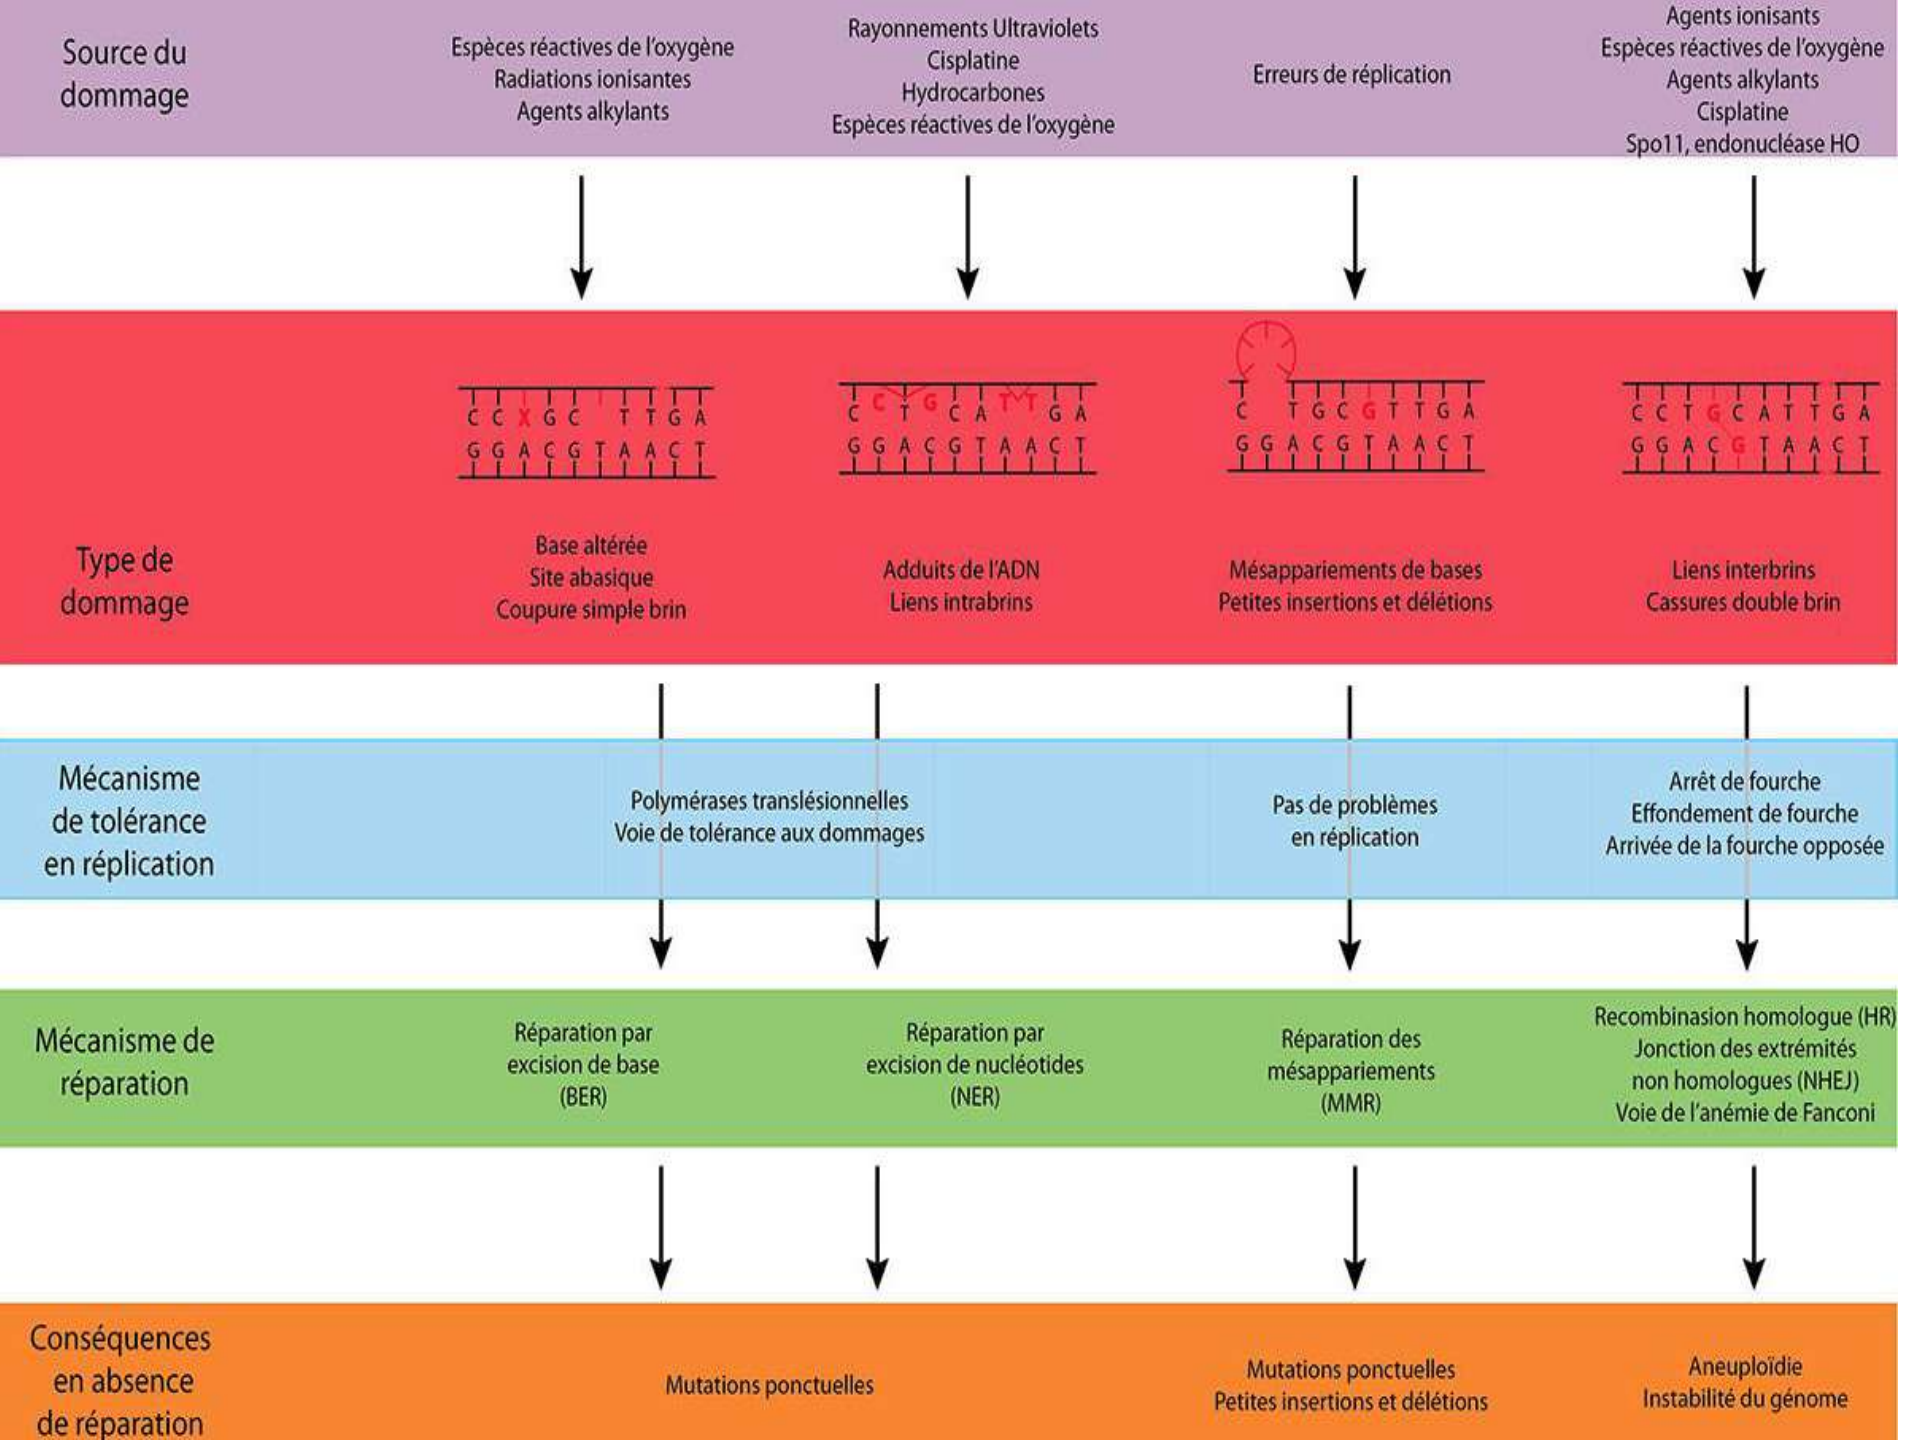 Source du
dommage
Espèces réactives de l'oxygène
Radiations ionisantes
Agents alkylants
Rayonnements Ultraviolets
Cisplatine
Hydrocarbones
Espèces réactives de l'oxygène
Erreurs de réplication
Agents ionisants
Espèces réactives de l'oxygène
Agents alkylants
Cisplatine
Spo11, endonucléase HO
C C X G C T T G A
G G A C G T A A C T
C C T G C A T T G A
G G A C G T A A C T
C T G C G T T G A
G G A C G T A A C T
C C T G C A T T G A
G G A C G T A A C T
Type de
dommage
Base altérée
Site abasique
Coupure simple brin
Adduits de l'ADN
Liens intrabrins
Mésappariements de bases
Petites insertions et délétions
Liens interbrins
Cassures double brin
Mécanisme
de tolérance
en réplication
Polymérases translésionnelles
Voie de tolérance aux dommages
Pas de problèmes
en réplication
Arrêt de fourche
Effondement de fourche
Arrivée de la fourche opposée
Mécanisme de
réparation
Réparation par
excision de base
(BER)
Réparation par
excision de nucléotides
(NER)
Réparation des
mésappariements
(MMR)
Recombinasion homologue (HR)
Jonction des extrémités
non homologues (NHEJ)
Voie de l'anémie de Fanconi
Conséquences
en absence
de réparation
Mutations ponctuelles
Mutations ponctuelles
Petites insertions et délétions
Aneuploïdie
Instabilité du génome